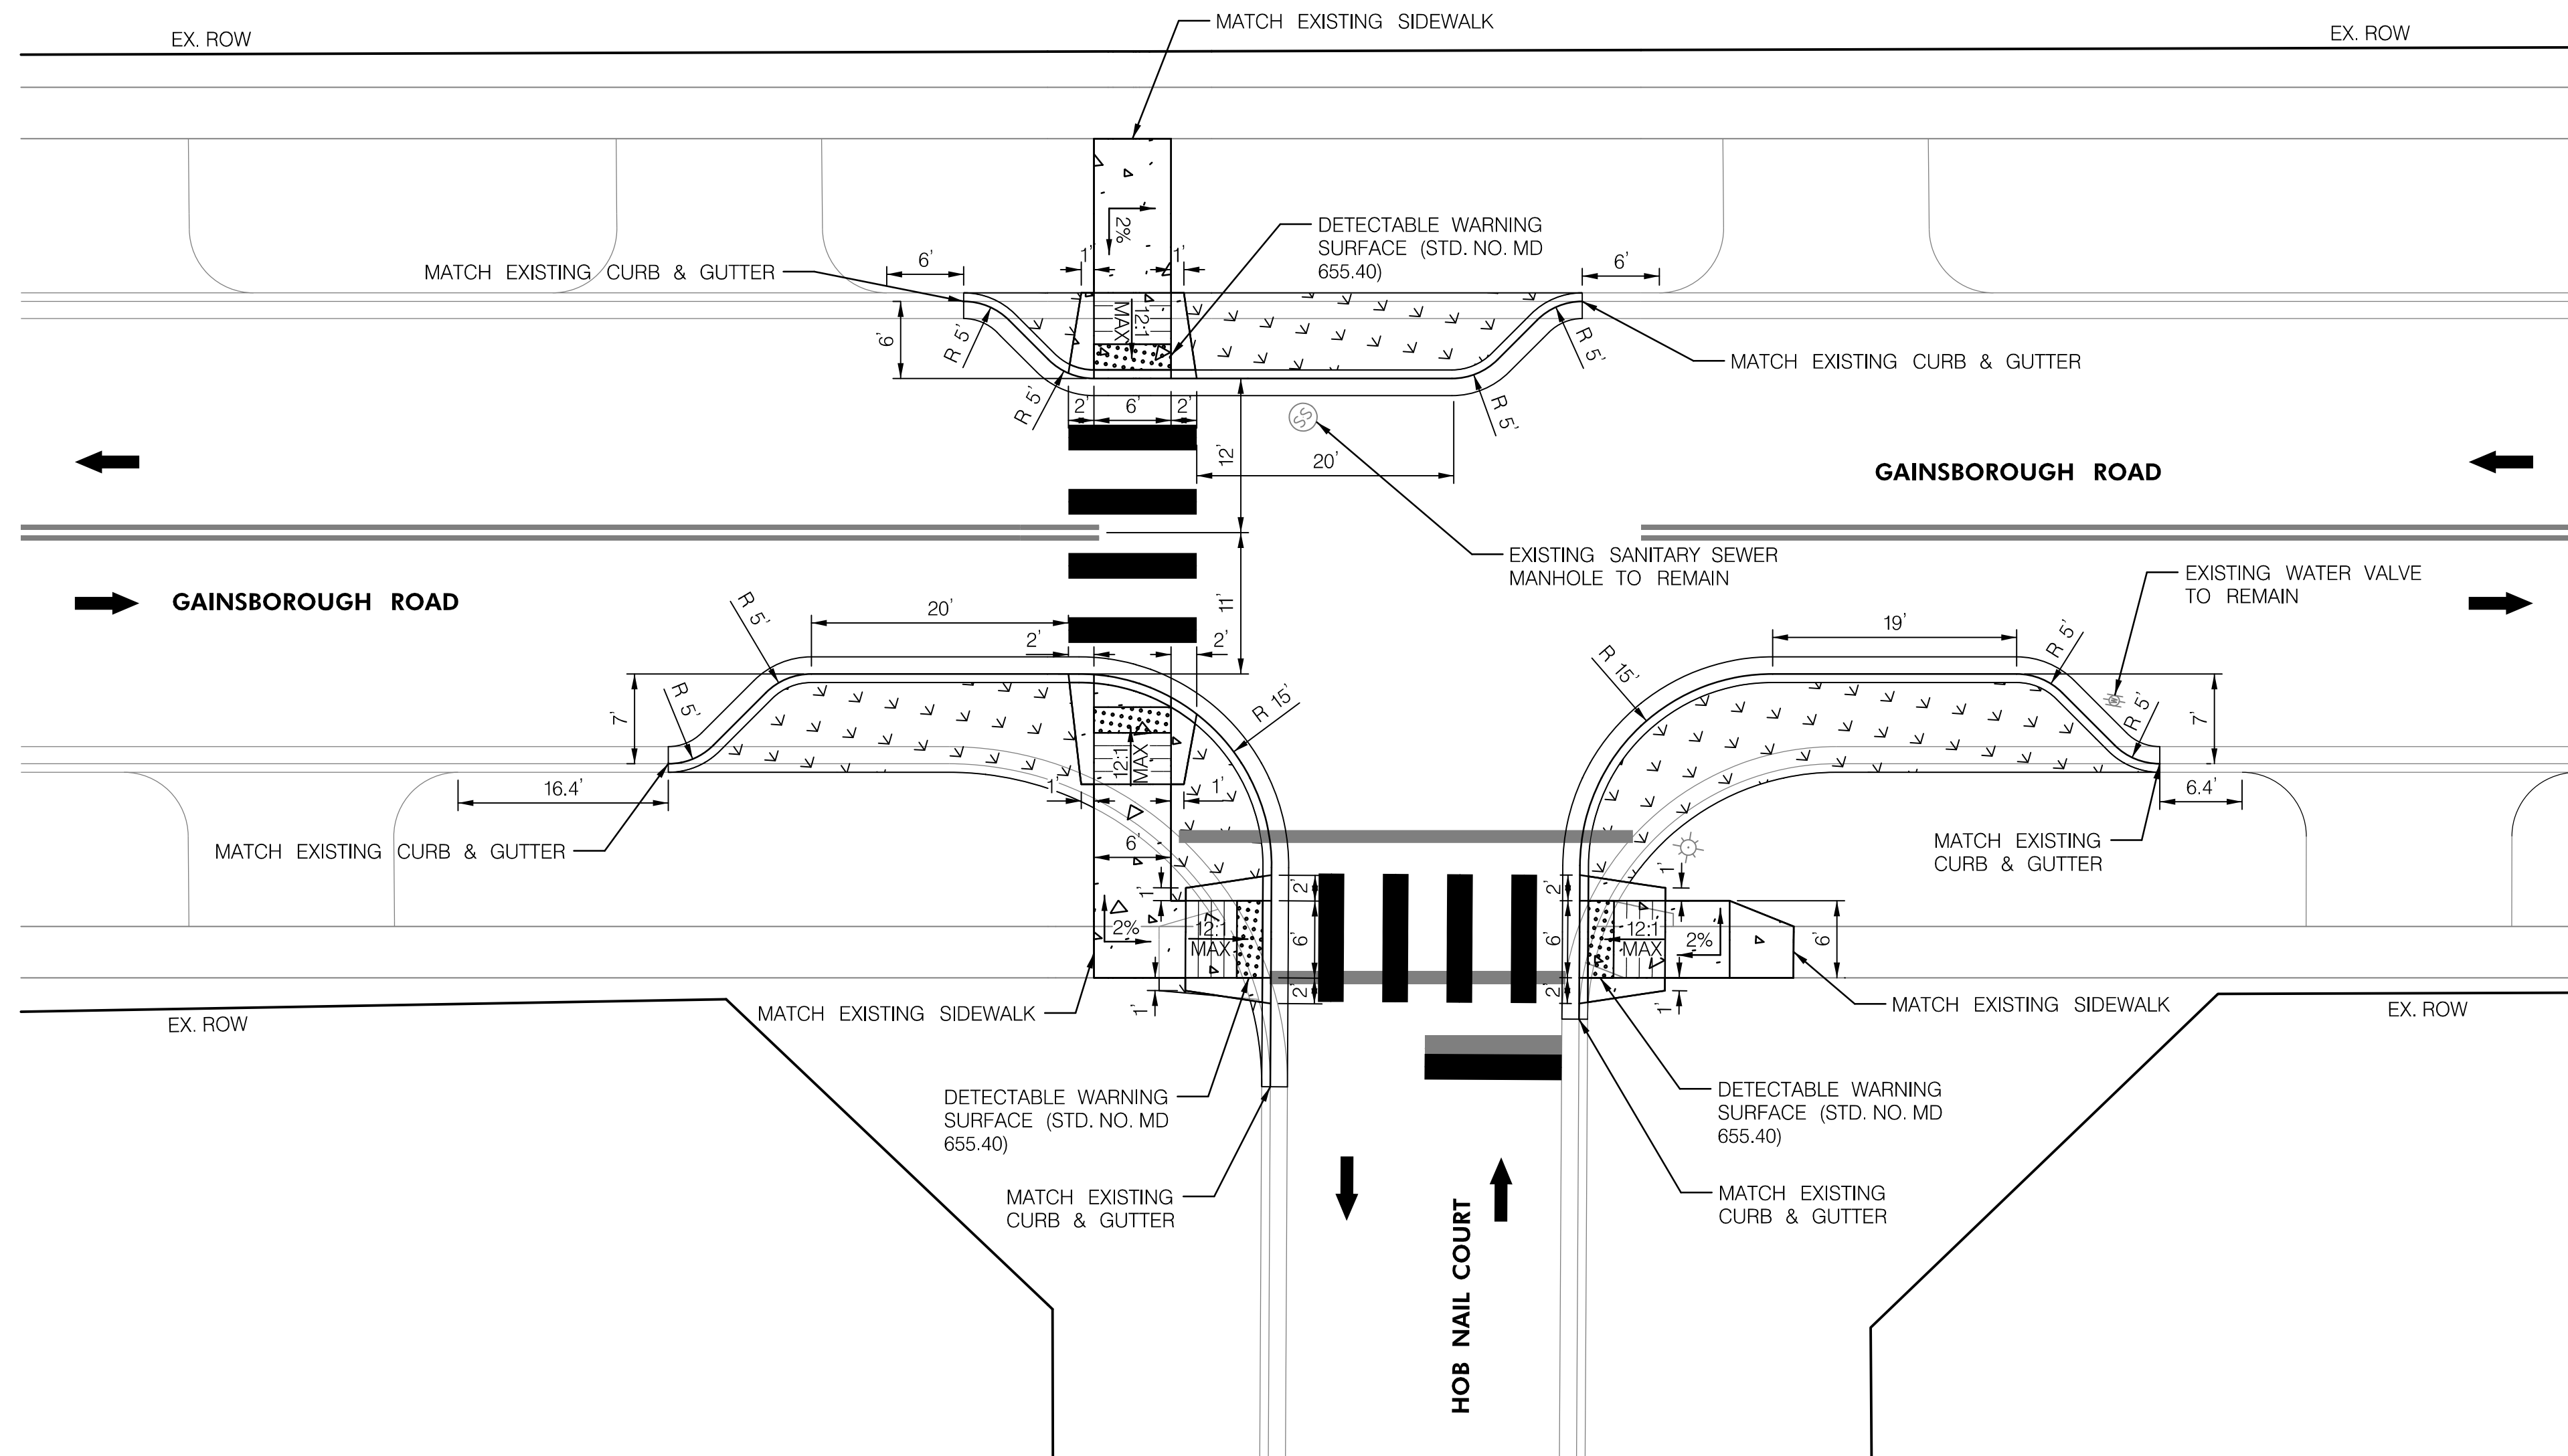 MATCH EXISTING SIDEWALK
EX. ROW
EX. ROW
2%
DETECTABLE WARNING
SURFACE (STD. NO. MD
655.40)
6'
1'
1'
6'
MATCH EXISTING CURB & GUTTER
6'
R 5'
12:1
MAX
R 5'
MATCH EXISTING CURB & GUTTER
R 5'
2'
6'
2'
R 5'
SS
12'
20'
GAINSBOROUGH ROAD
EXISTING SANITARY SEWER
MANHOLE TO REMAIN
EXISTING WATER VALVE
TO REMAIN
GAINSBOROUGH ROAD
R 5'
20'
11'
2'
2'
19'
R 5'
R 15'
R 5'
7'
R 15'
R 5'
7'
12:1
MAX
16.4'
1'
1'
6.4'
MATCH EXISTING CURB & GUTTER
6'
MATCH EXISTING
CURB & GUTTER
1'
2'
2'
1'
2%
12:1
MAX
6'
6'
12:1
MAX
2%
6'
1'
2'
2'
1'
MATCH EXISTING SIDEWALK
MATCH EXISTING SIDEWALK
EX. ROW
EX. ROW
DETECTABLE WARNING
SURFACE (STD. NO. MD
655.40)
DETECTABLE WARNING
SURFACE (STD. NO. MD
655.40)
MATCH EXISTING
CURB & GUTTER
MATCH EXISTING
CURB & GUTTER
HOB NAIL COURT